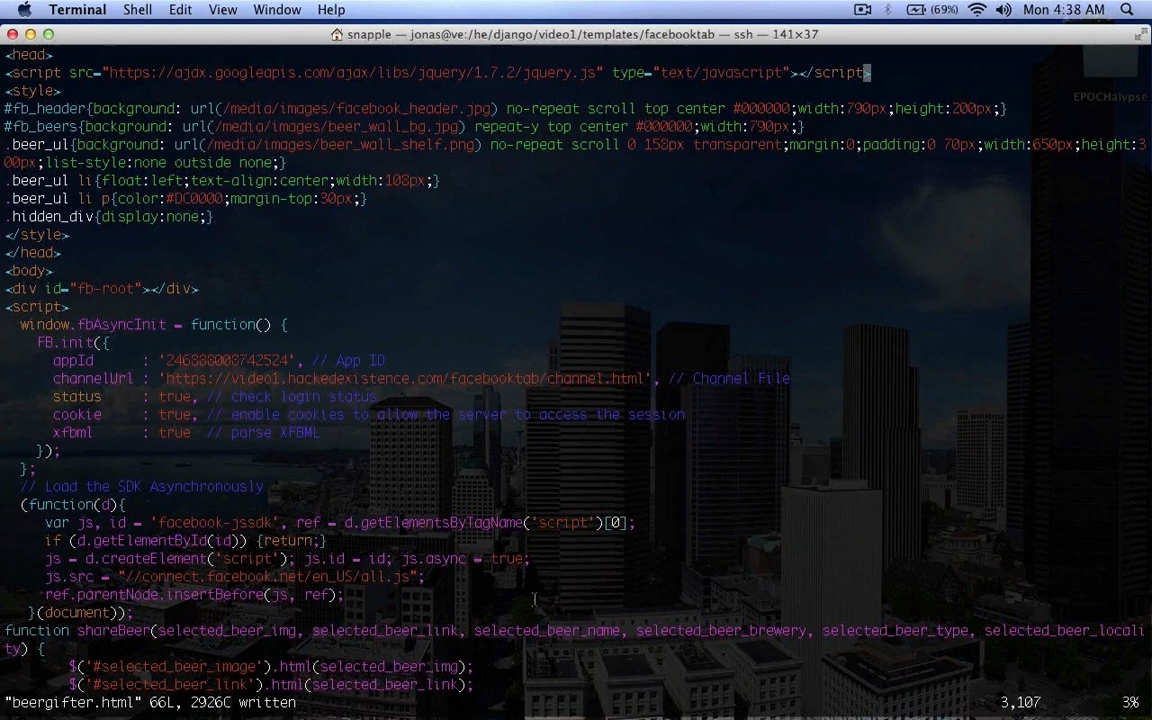 Terminal Shell Edit View Window Help (69%) Mon 4:38 AM
snapple — jonas@ve:/he/django/video1/templates/facebooktab — ssh — 141×37
<head>
<script src="https://ajax.googleapis.com/ajax/libs/jquery/1.7.2/jquery.js" type="text/javascript"></script>
<style>
EPOCHalypse
#fb_header{background: url(/media/images/facebook_header.jpg) no-repeat scroll top center #000000;width:790px;height:200px;}
#fb_beers{background: url(/media/images/beer_wall_bg.jpg) repeat-y top center #000000;width:790px;}
.beer_ul{background: url(/media/images/beer_wall_shelf.png) no-repeat scroll 0 158px transparent;margin:0;padding:0 70px;width:650px;height:3
00px;list-style:none outside none;}
.beer_ul li{float:left;text-align:center;width:108px;}
.beer_ul li p{color:#DC0000;margin-top:30px;}
.hidden_div{display:none;}
</style>
</head>
<body>
<div id="fb-root"></div>
<script>
window.fbAsyncInit = function() {
FB.init({
appId : '246888008742524', // App ID
channelUrl : 'https://video1.hackedexistence.com/facebooktab/channel.html', // Channel File
status : true, // check login status
cookie : true, // enable cookies to allow the server to access the session
xfbml : true // parse XFBML
});
};
// Load the SDK Asynchronously
(function(d){
var js, id = 'facebook-jssdk', ref = d.getElementsByTagName('script')[0];
if (d.getElementById(id)) {return;}
js = d.createElement('script'); js.id = id; js.async = true;
js.src = "//connect.facebook.net/en_US/all.js";
ref.parentNode.insertBefore(js, ref);
}(document));
function shareBeer(selected_beer_img, selected_beer_link, selected_beer_name, selected_beer_brewery, selected_beer_type, selected_beer_locali
ty) {
$('#selected_beer_image').html(selected_beer_img);
$('#selected_beer_link').html(selected_beer_link);
"beergifter.html" 66L, 2926C written 3,107 3%